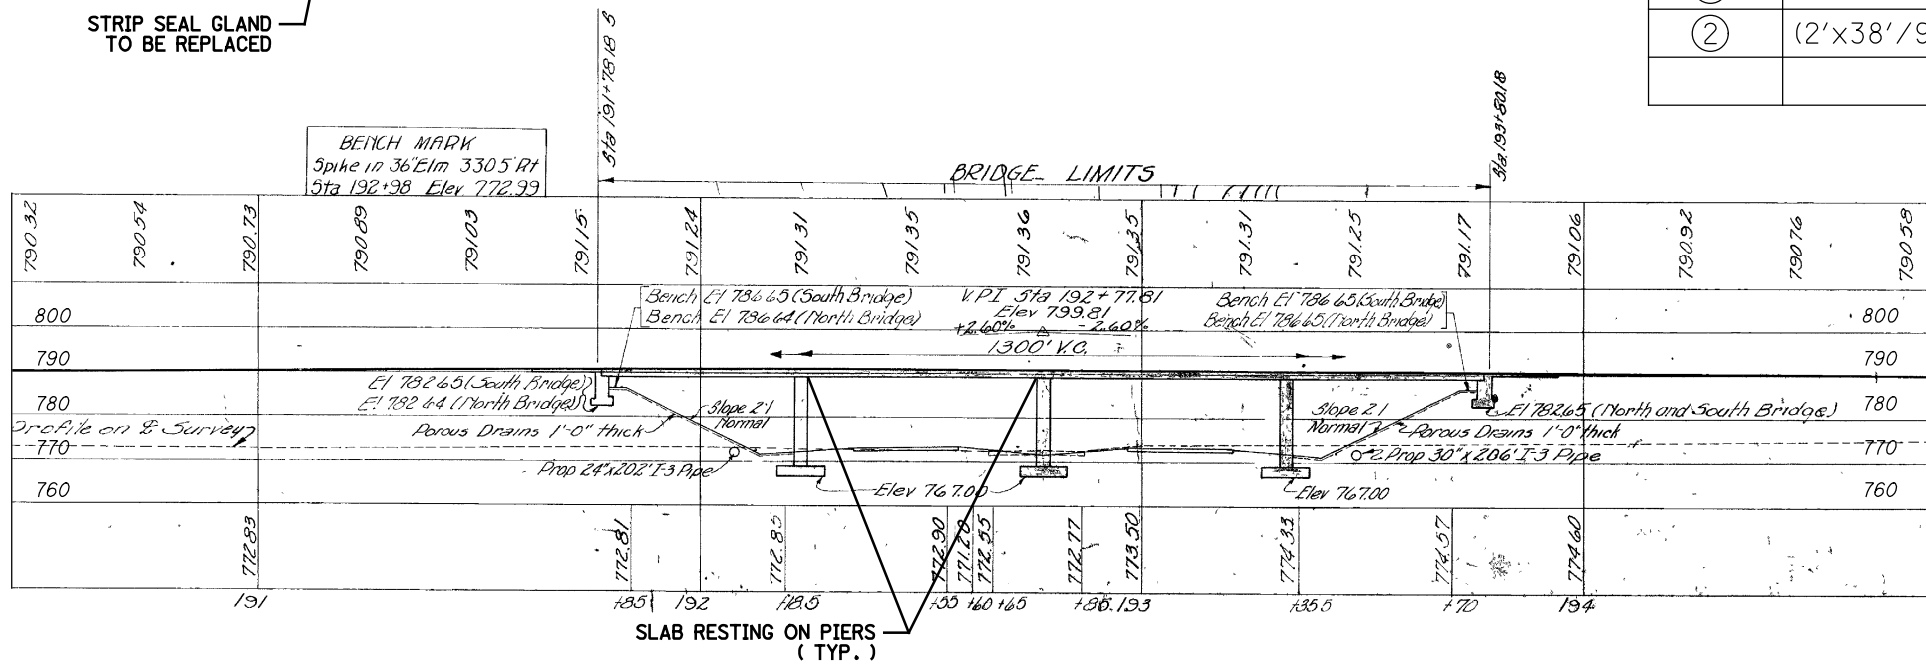 STRIP SEAL GLAND
TO BE REPLACED
②
(2'x38'/9
Sta 191+78.18 S
Sta 193+80.18
BENCH MARK
Spike in 36"Elm 330.5' Rt
Sta 192+98 Elev 772.99
BRIDGE LIMITS
790.32 790.54 790.73 790.89 791.03 791.15 791.24 791.31 791.35 791.36 791.35 791.31 791.25 791.17 791.06 790.92 790.76 790.58
Bench El 786.65 (South Bridge)
Bench El 786.64 (North Bridge)
V.P.I Sta 192+77.81
Elev 799.81
+2.60% -2.60%
1300' V.C.
Bench El 786.65 (South Bridge)
Bench El 786.65 (North Bridge)
800 800
790 790
El 782.65 (South Bridge)
El 782.64 (North Bridge)
780 780
Slope 2:1
Normal
Slope 2:1
Normal
El 782.65 (North and South Bridge)
Profile on ℄ Survey
Porous Drains 1'-0" thick
Porous Drains 1'-0" thick
770 770
Prop 24"x202' I-3 Pipe
Prop 30"x206' I-3 Pipe
760 760
Elev 767.00
Elev 767.00
772.83 772.81 772.85 772.90 771.20 772.55 772.77 773.50 774.33 774.57 774.60
191 +85 192 +18.5 +55 +60 +65 +86 193 +35.5 +70 194
SLAB RESTING ON PIERS
( TYP. )